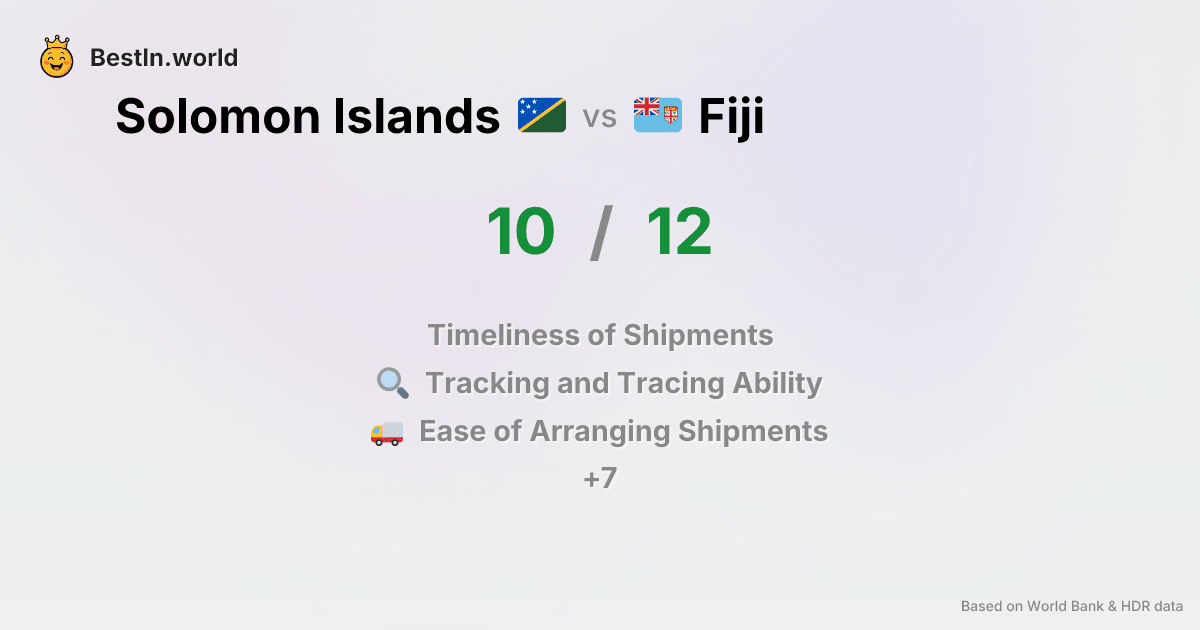 BestIn.world
Solomon Islands vs Fiji
10 / 12
Timeliness of Shipments
Tracking and Tracing Ability
Ease of Arranging Shipments
+7
Based on World Bank & HDR data